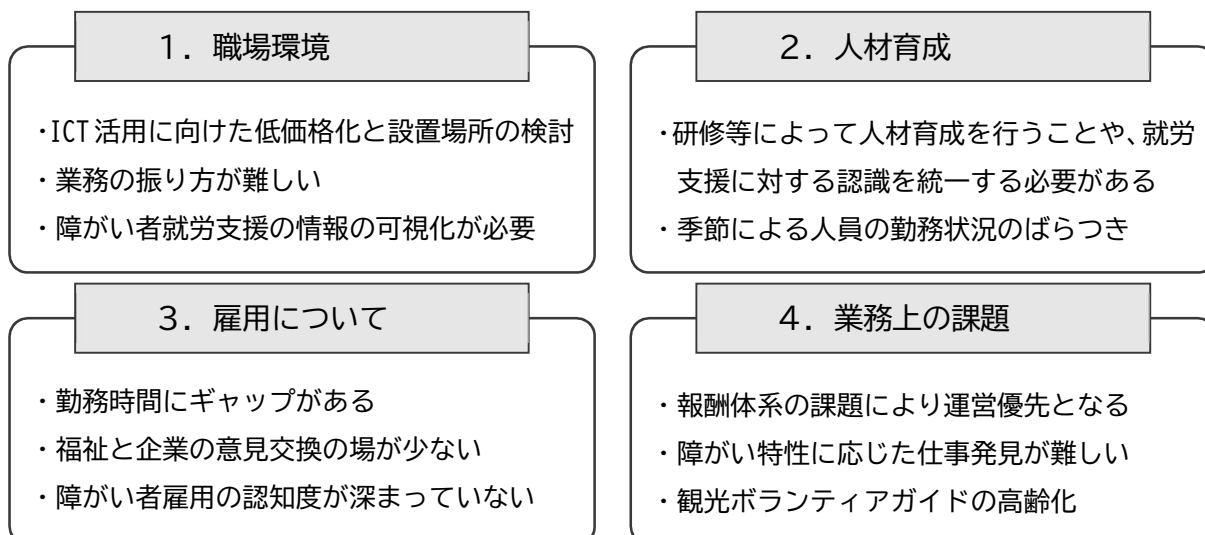 1．職場環境
・ICT活用に向けた低価格化と設置場所の検討
・業務の振り方が難しい
・障がい者就労支援の情報の可視化が必要
2．人材育成
・研修等によって人材育成を行うことや、就労
支援に対する認識を統一する必要がある
・季節による人員の勤務状況のばらつき
3．雇用について
・勤務時間にギャップがある
・福祉と企業の意見交換の場が少ない
・障がい者雇用の認知度が深まっていない
4．業務上の課題
・報酬体系の課題により運営優先となる
・障がい特性に応じた仕事発見が難しい
・観光ボランティアガイドの高齢化